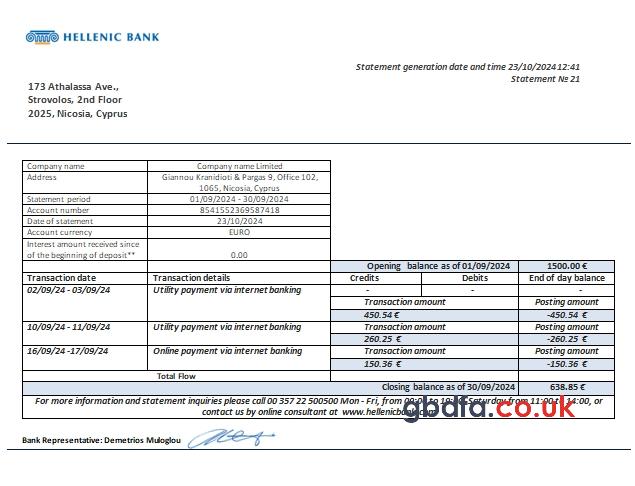 HELLENIC BANK
Statement generation date and time 23/10/2024 12:41
Statement № 21
173 Athalassa Ave.,
Strovolos, 2nd Floor
2025, Nicosia, Cyprus
Company name Company name Limited
Address Giannou Kranidioti & Pargas 9, Office 102,
1065, Nicosia, Cyprus
Statement period 01/09/2024 - 30/09/2024
Account number 8541552369587418
Date of statement 23/10/2024
Account currency EURO
Interest amount received since
of the beginning of deposit** 0.00
Opening balance as of 01/09/2024 1500.00 €
Transaction date Transaction details Credits Debits End of day balance
02/09/24 - 03/09/24 Utility payment via internet banking - - -
Transaction amount Posting amount
450.54 € -450.54 €
10/09/24 - 11/09/24 Utility payment via internet banking Transaction amount Posting amount
260.25 € -260.25 €
16/09/24 -17/09/24 Online payment via internet banking Transaction amount Posting amount
150.36 € -150.36 €
Total Flow
Closing balance as of 30/09/2024 638.85 €
For more information and statement inquiries please call 00 357 22 500500 Mon - Fri, from to Saturday from 11:00 to 14:00, or
contact us by online consultant at www.hellenicbank.com
gbdfa.co.uk
Bank Representative: Demetrios Muloglou